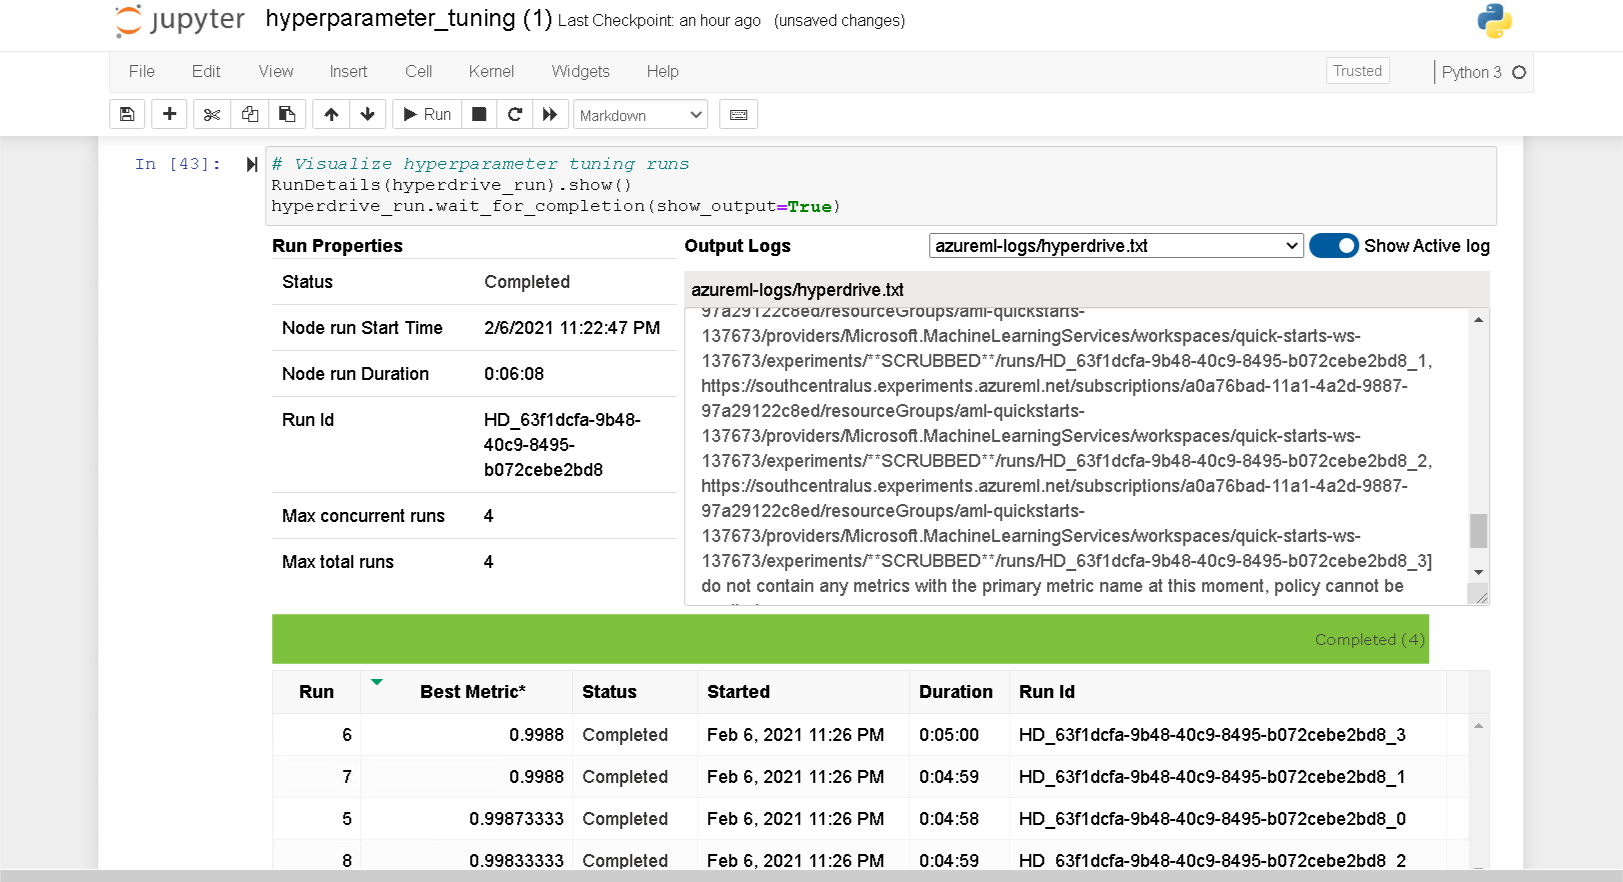 jupyter hyperparameter_tuning (1) Last Checkpoint: an hour ago (unsaved changes)
File Edit View Insert Cell Kernel Widgets Help Trusted Python 3
Run Markdown
In [43]: # Visualize hyperparameter tuning runs
RunDetails(hyperdrive_run).show()
hyperdrive_run.wait_for_completion(show_output=True)
Run Properties
Status Completed
Node run Start Time 2/6/2021 11:22:47 PM
Node run Duration 0:06:08
Run Id HD_63f1dcfa-9b48-
40c9-8495-
b072cebe2bd8
Max concurrent runs 4
Max total runs 4
Output Logs azureml-logs/hyperdrive.txt Show Active log
azureml-logs/hyperdrive.txt
97a29122c8ed/resourceGroups/aml-quickstarts-
137673/providers/Microsoft.MachineLearningServices/workspaces/quick-starts-ws-
137673/experiments/**SCRUBBED**/runs/HD_63f1dcfa-9b48-40c9-8495-b072cebe2bd8_1,
https://southcentralus.experiments.azureml.net/subscriptions/a0a76bad-11a1-4a2d-9887-
97a29122c8ed/resourceGroups/aml-quickstarts-
137673/providers/Microsoft.MachineLearningServices/workspaces/quick-starts-ws-
137673/experiments/**SCRUBBED**/runs/HD_63f1dcfa-9b48-40c9-8495-b072cebe2bd8_2,
https://southcentralus.experiments.azureml.net/subscriptions/a0a76bad-11a1-4a2d-9887-
97a29122c8ed/resourceGroups/aml-quickstarts-
137673/providers/Microsoft.MachineLearningServices/workspaces/quick-starts-ws-
137673/experiments/**SCRUBBED**/runs/HD_63f1dcfa-9b48-40c9-8495-b072cebe2bd8_3]
do not contain any metrics with the primary metric name at this moment, policy cannot be
Completed (4)
Run Best Metric* Status Started Duration Run Id
6 0.9988 Completed Feb 6, 2021 11:26 PM 0:05:00 HD_63f1dcfa-9b48-40c9-8495-b072cebe2bd8_3
7 0.9988 Completed Feb 6, 2021 11:26 PM 0:04:59 HD_63f1dcfa-9b48-40c9-8495-b072cebe2bd8_1
5 0.99873333 Completed Feb 6, 2021 11:26 PM 0:04:58 HD_63f1dcfa-9b48-40c9-8495-b072cebe2bd8_0
8 0.99833333 Completed Feb 6, 2021 11:26 PM 0:04:59 HD_63f1dcfa-9b48-40c9-8495-b072cebe2bd8_2